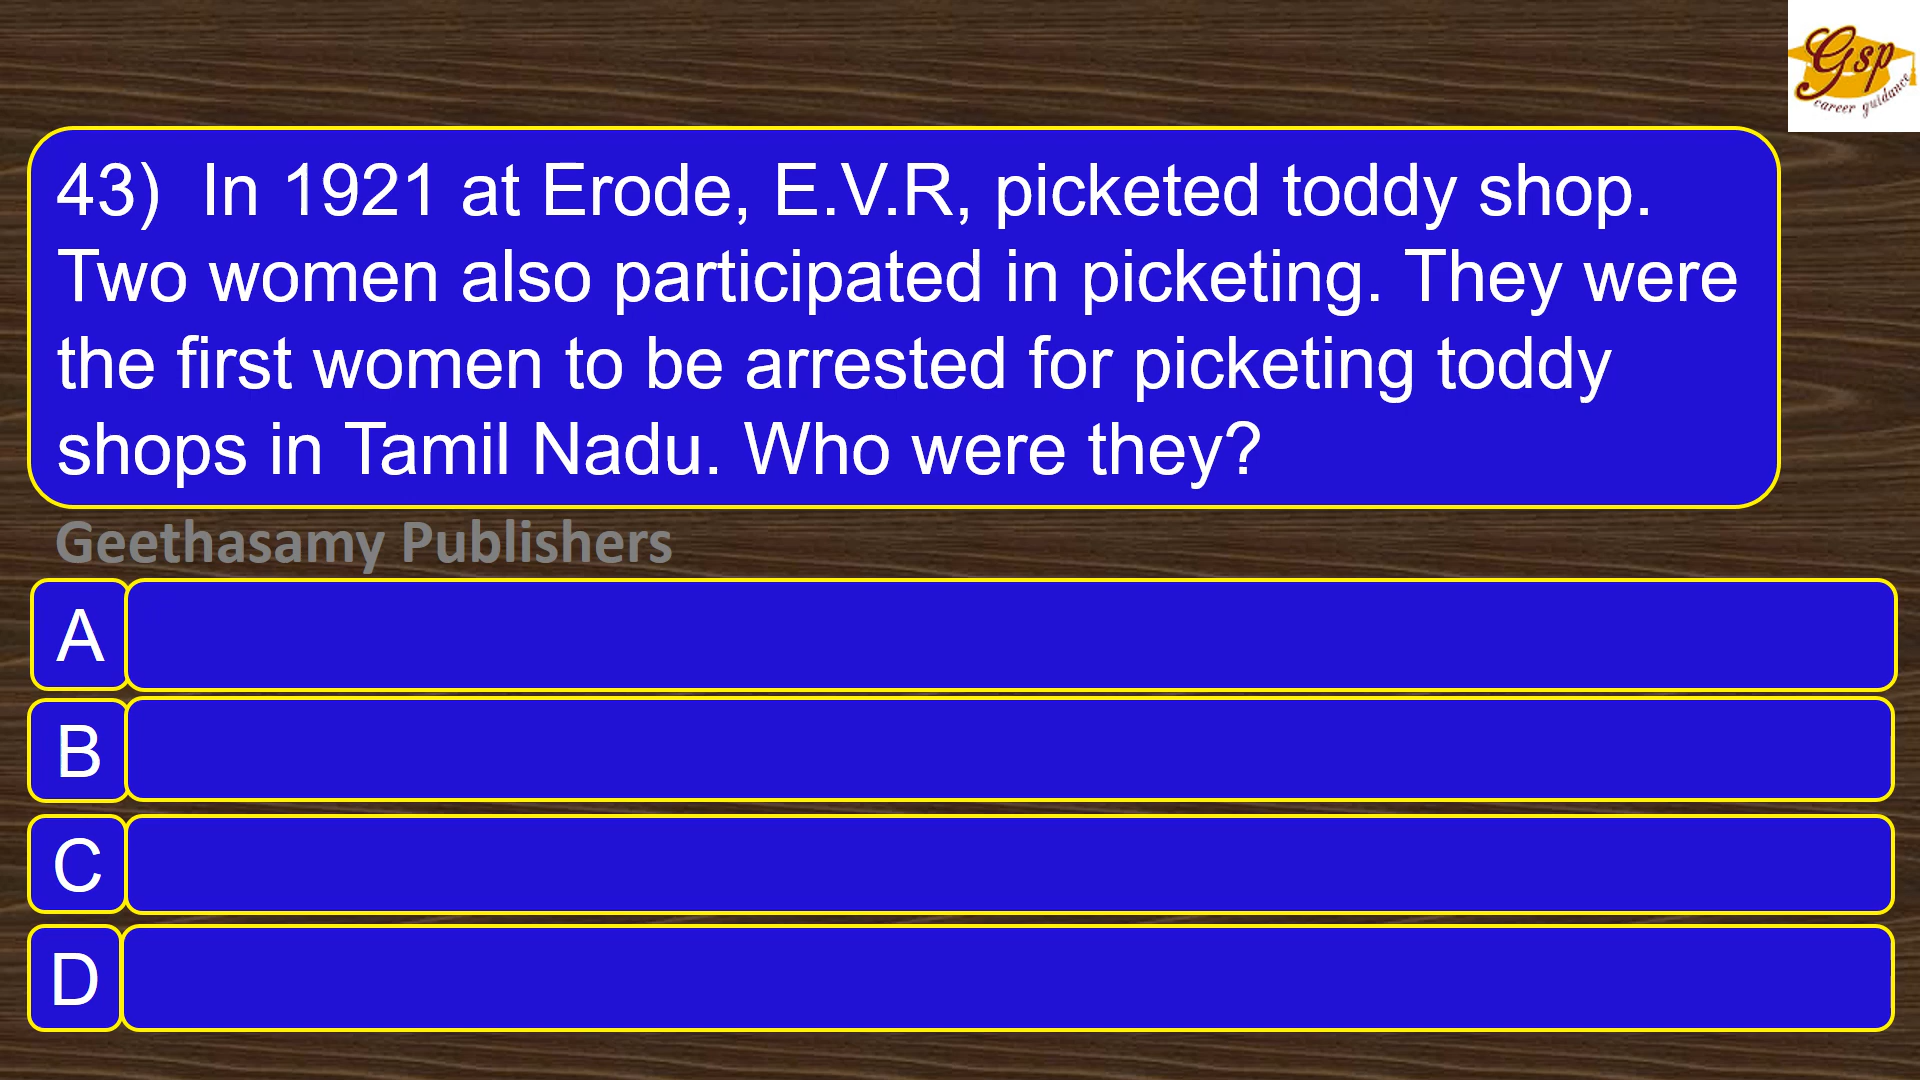 Gsp
career guidance
43) In 1921 at Erode, E.V.R, picketed toddy shop.
Two women also participated in picketing. They were
the first women to be arrested for picketing toddy
shops in Tamil Nadu. Who were they?
Geethasamy Publishers
A
B
C
D